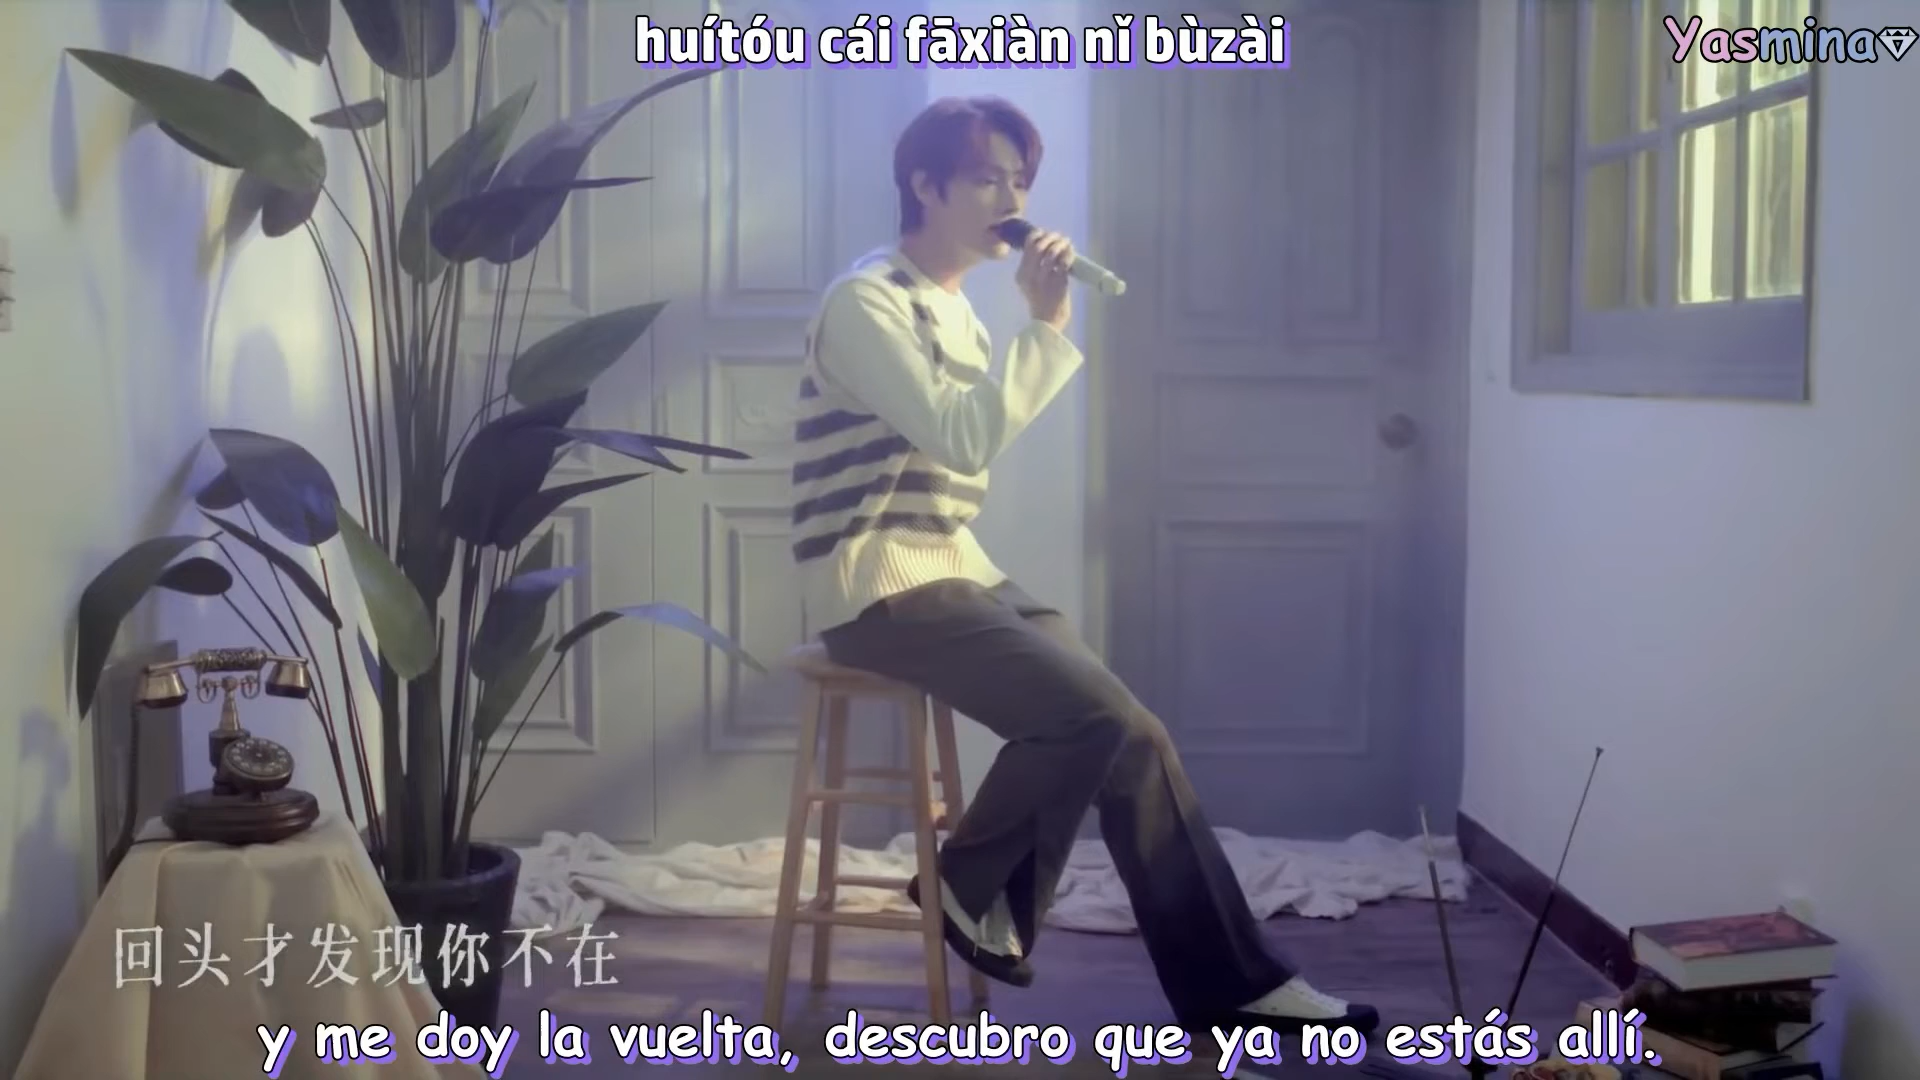 huítóu cái fāxiàn nǐ bùzài
Yasmina
回头才发现你不在
y me doy la vuelta, descubro que ya no estás allí.